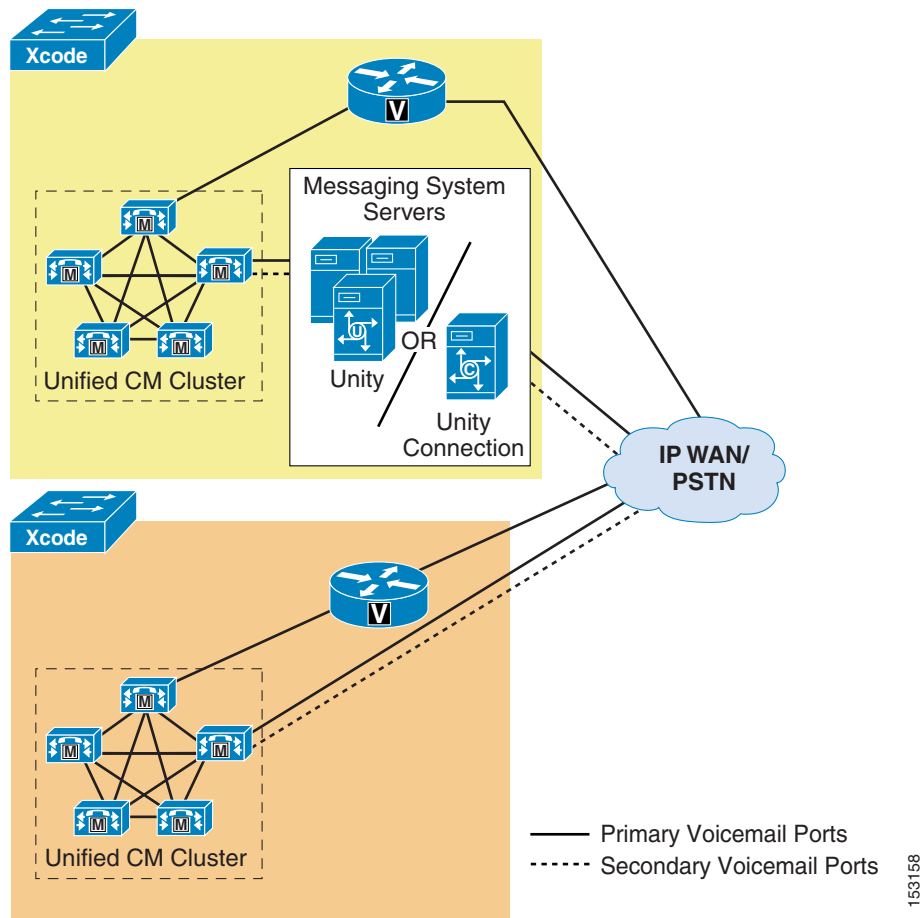 Xcode
V
Messaging System
Servers
M
M
M
M
M
U
OR
C
Unified CM Cluster
Unity
Unity
Connection
IP WAN/
PSTN
Xcode
V
M
M
M
M
M
Unified CM Cluster
Primary Voicemail Ports
Secondary Voicemail Ports
153158